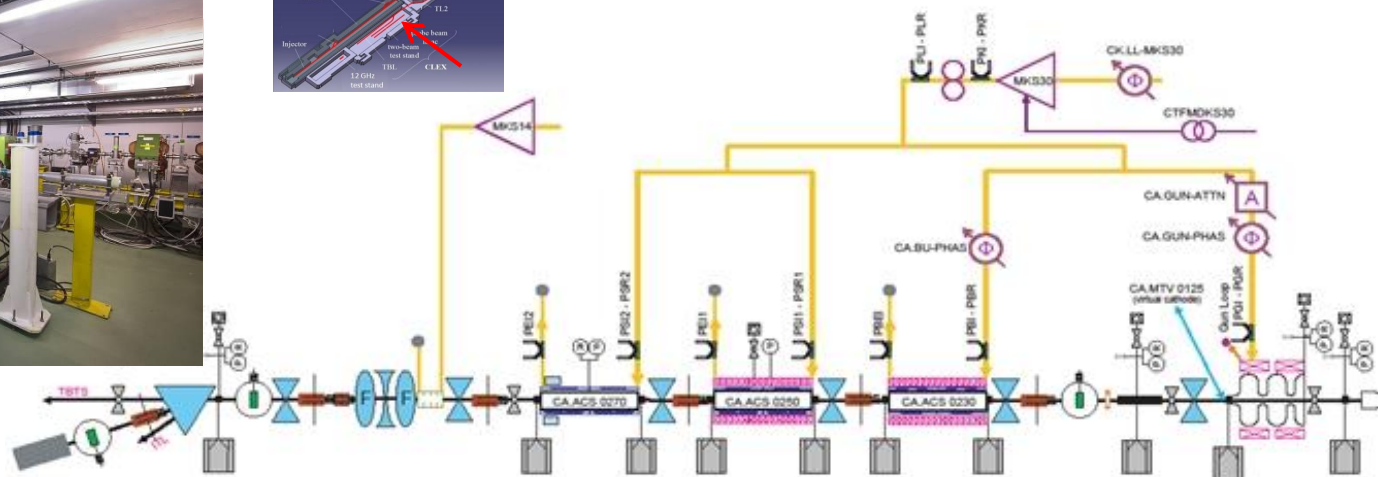 TL2
Injector
probe beam
two-beam
test stand
TBL
CLEX
12 GHz
test stand
PLI - PLR
PKI - PKR
MKS30
CK.LL-MKS30
Φ
CTFMDKS30
MKS14
CA.GUN-ATTN
A
CA.BU-PHAS
Φ
CA.GUN-PHAS
Φ
CA.MTV 0125
(virtual cathode)
Gun Loop
PGI - PGR
PEI2
PSI2 - PSR2
PEI1
PSI1 - PSR1
PBEI
PBI - PBR
R P
P
P R
P R
P R
P R
TBTS
F F
CA.ACS 0270
CA.ACS 0250
CA.ACS 0230